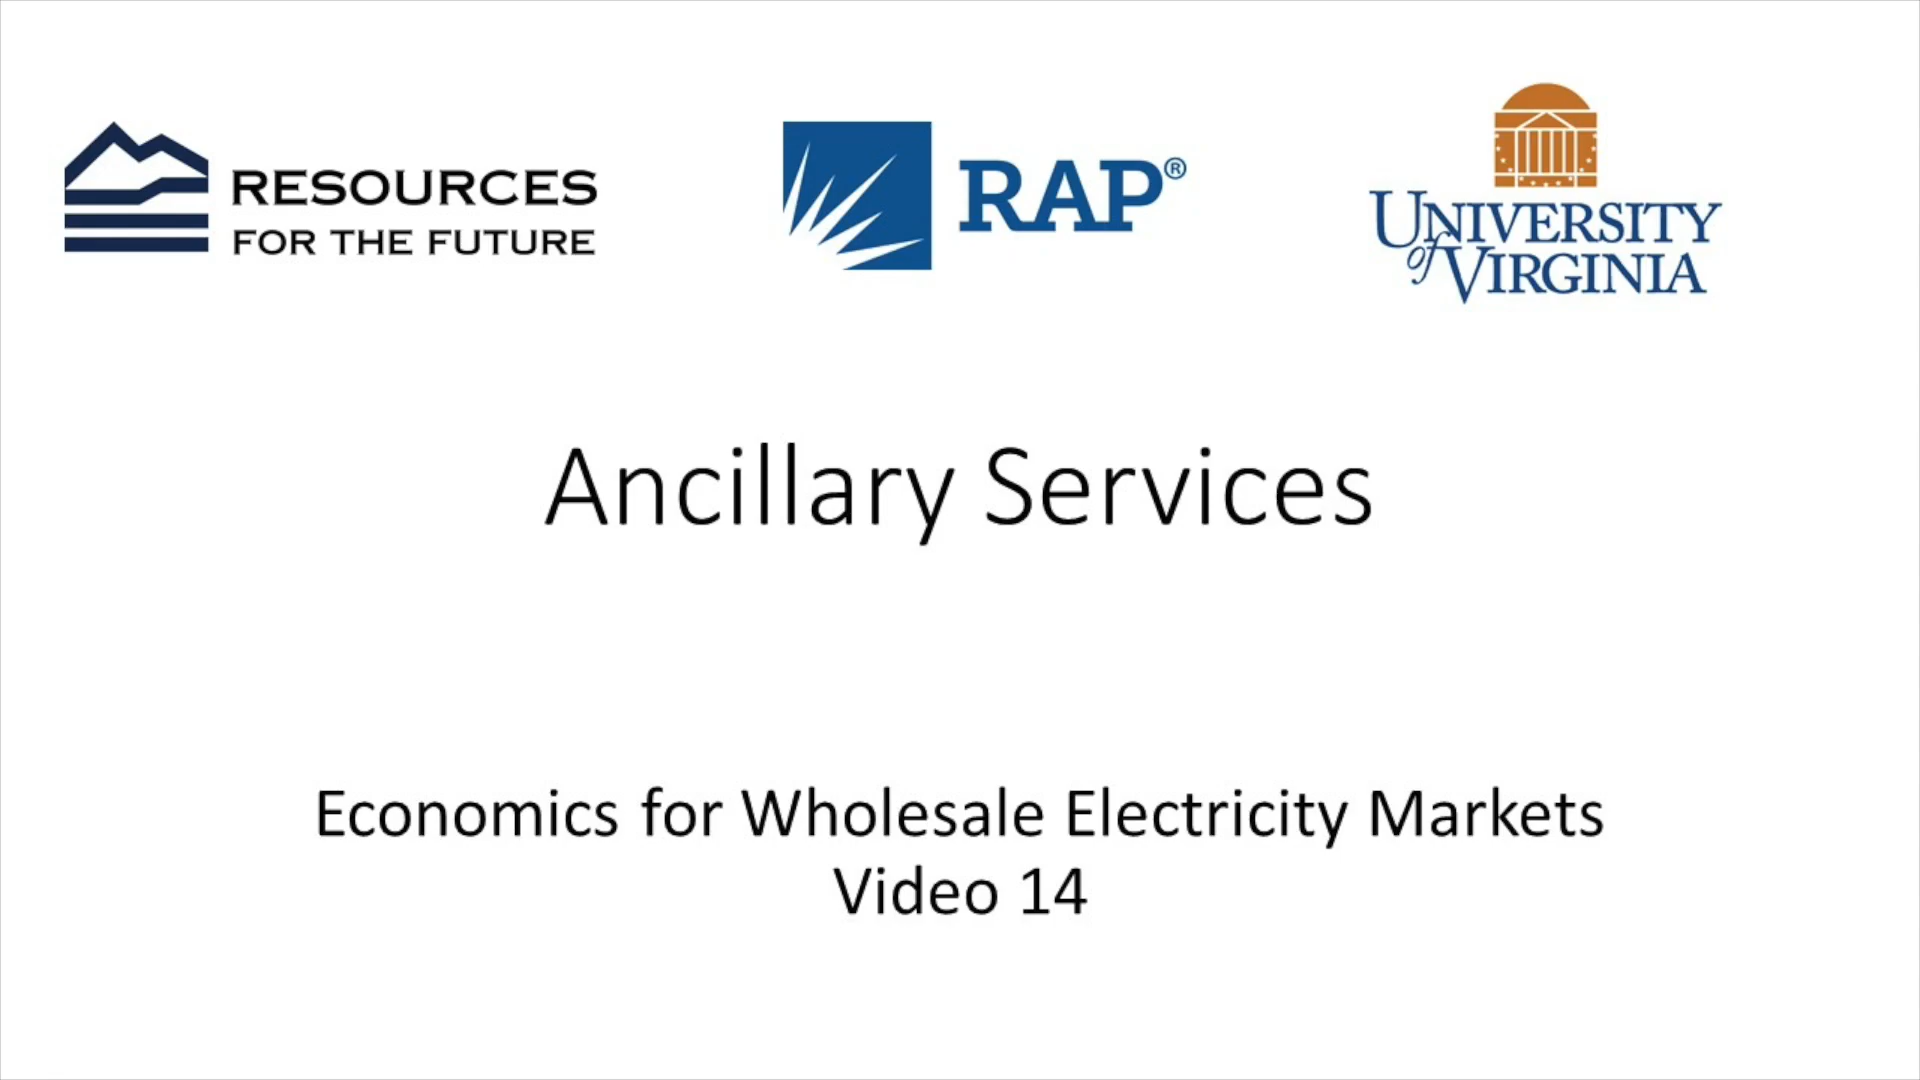 RESOURCES
FOR THE FUTURE
RAP®
UNIVERSITY
of VIRGINIA
Ancillary Services
Economics for Wholesale Electricity Markets
Video 14